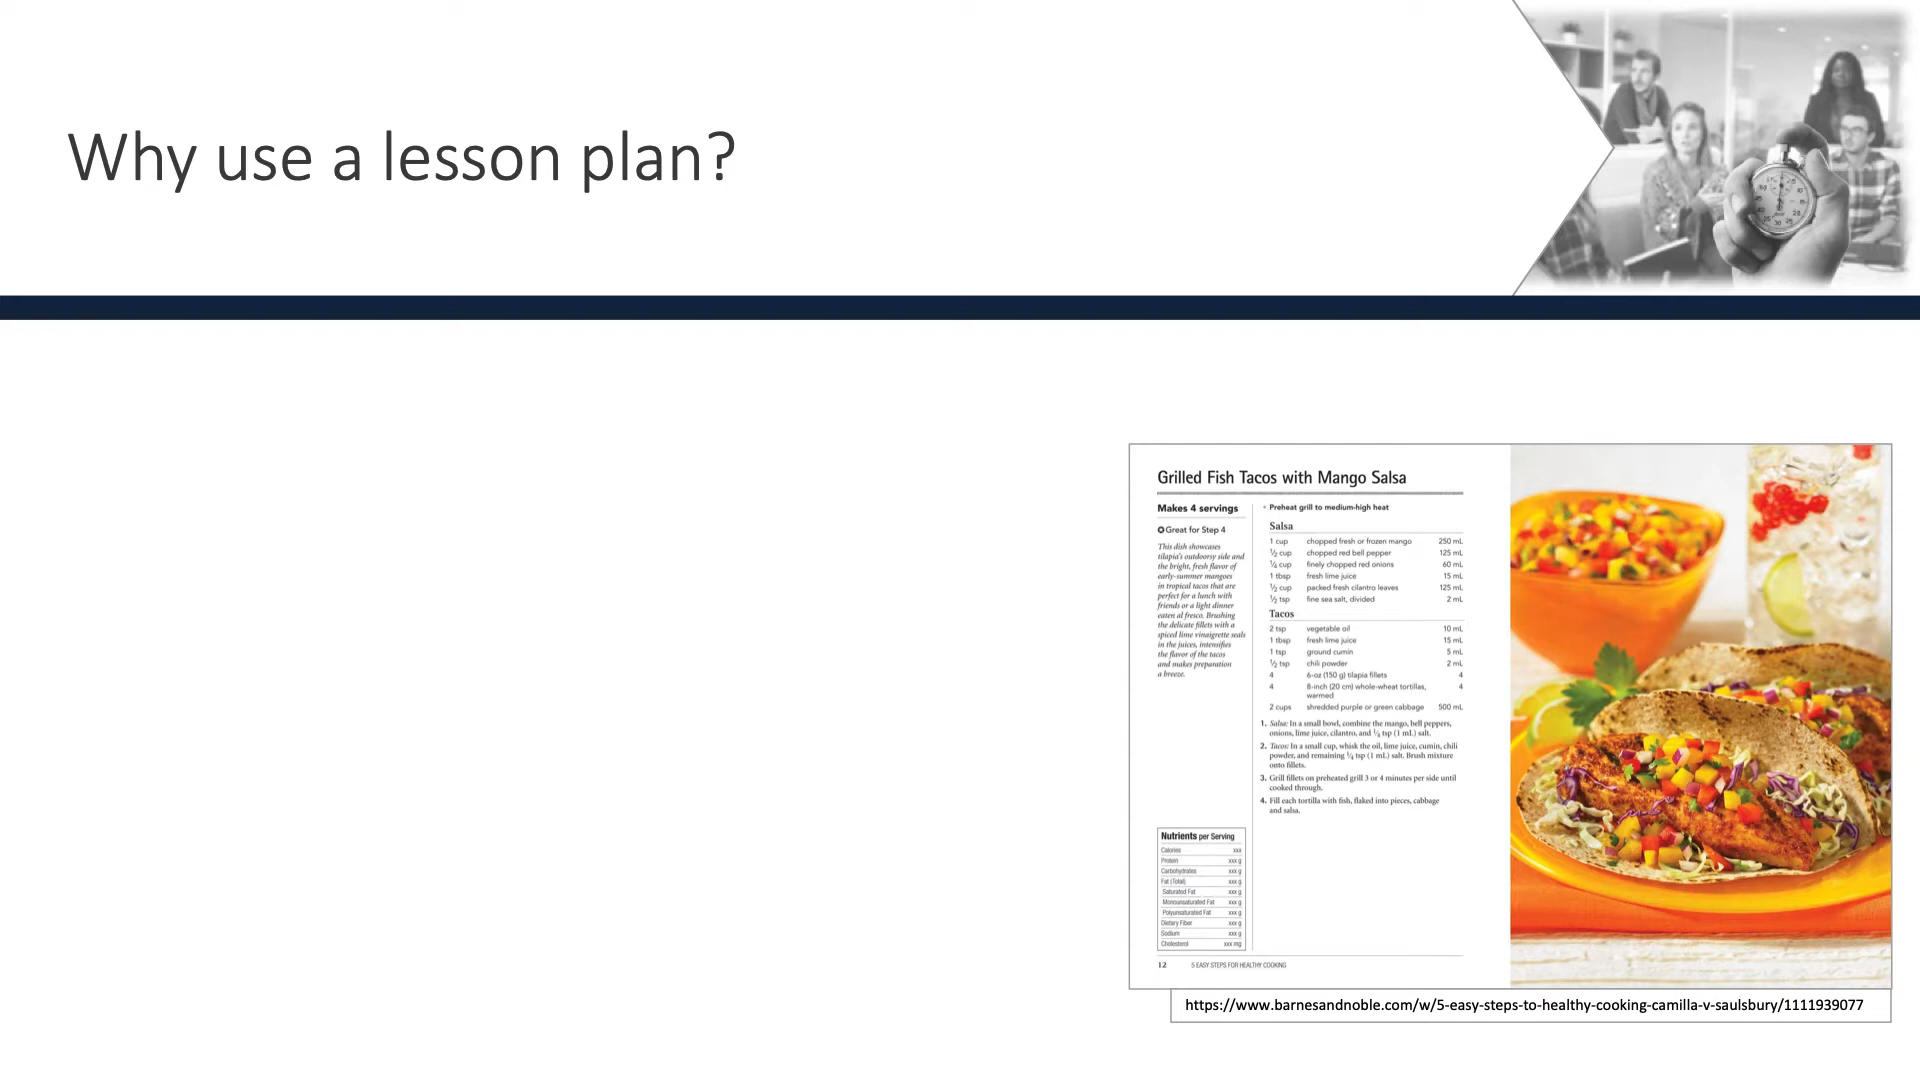 Why use a lesson plan?
Grilled Fish Tacos with Mango Salsa
Makes 4 servings
✪Great for Step 4
This dish showcases
tilapia's outdoorsy side and
the bright, fresh flavor of
early-summer mangoes
in tropical tacos that are
perfect for a lunch with
friends or a light dinner
eaten al fresco. Brushing
the delicate fillets with a
spiced lime vinaigrette seals
in the juices, intensifies
the flavor of the tacos
and makes preparation
a breeze.
• Preheat grill to medium-high heat
Salsa
1 cup chopped fresh or frozen mango 250 mL
½ cup chopped red bell pepper 125 mL
¼ cup finely chopped red onions 60 mL
1 tbsp fresh lime juice 15 mL
½ cup packed fresh cilantro leaves 125 mL
½ tsp fine sea salt, divided 2 mL
Tacos
2 tsp vegetable oil 10 mL
1 tbsp fresh lime juice 15 mL
1 tsp ground cumin 5 mL
½ tsp chili powder 2 mL
4 6-oz (150 g) tilapia fillets 4
4 8-inch (20 cm) whole-wheat tortillas, 4
warmed
2 cups shredded purple or green cabbage 500 mL
1. Salsa: In a small bowl, combine the mango, bell peppers,
onions, lime juice, cilantro, and ¼ tsp (1 mL) salt.
2. Tacos: In a small cup, whisk the oil, lime juice, cumin, chili
powder, and remaining ¼ tsp (1 mL) salt. Brush mixture
onto fillets.
3. Grill fillets on preheated grill 3 or 4 minutes per side until
cooked through.
4. Fill each tortilla with fish, flaked into pieces, cabbage
and salsa.
Nutrients per Serving
Calories xxx
Protein xxx g
Carbohydrates xxx g
Fat (Total) xxx g
Saturated Fat xxx g
Monounsaturated Fat xxx g
Polyunsaturated Fat xxx g
Dietary Fiber xxx g
Sodium xxx g
Cholesterol xxx mg
12 5 EASY STEPS FOR HEALTHY COOKING
https://www.barnesandnoble.com/w/5-easy-steps-to-healthy-cooking-camilla-v-saulsbury/1111939077